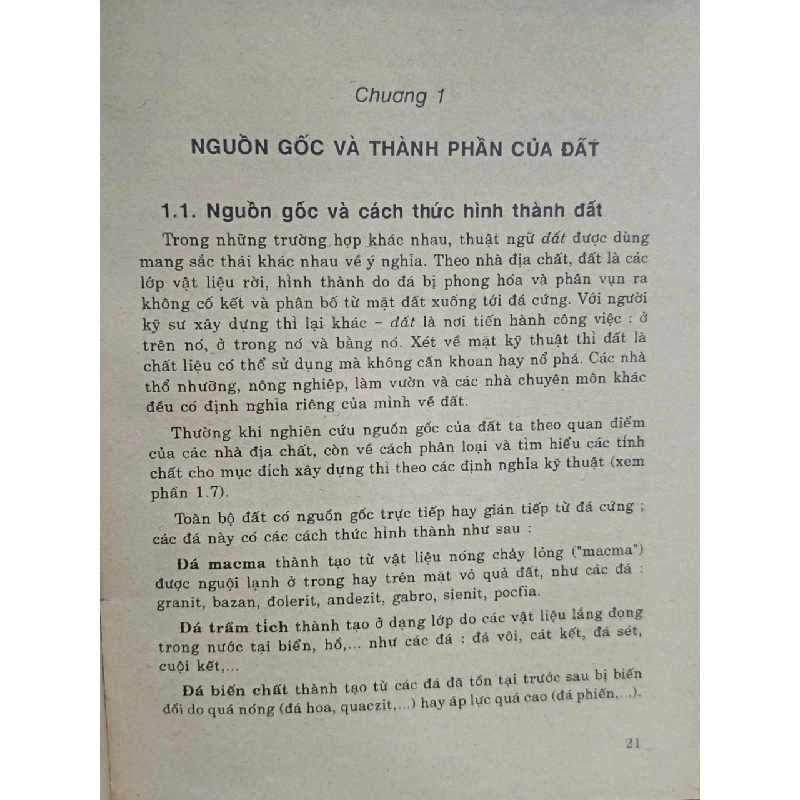 Chương 1
NGUỒN GỐC VÀ THÀNH PHẦN CỦA ĐẤT
1.1. Nguồn gốc và cách thức hình thành đất
Trong những trường hợp khác nhau, thuật ngữ đất được dùng
mang sắc thái khác nhau về ý nghĩa. Theo nhà địa chất, đất là các
lớp vật liệu rời, hình thành do đá bị phong hóa và phân vụn ra
không cố kết và phân bố từ mặt đất xuống tới đá cứng. Với người
kỹ sư xây dựng thì lại khác – đất là nơi tiến hành công việc : ở
trên nó, ở trong nó và bằng nó. Xét về mặt kỹ thuật thì đất là
chất liệu có thể sử dụng mà không cần khoan hay nổ phá. Các nhà
thổ nhưỡng, nông nghiệp, làm vườn và các nhà chuyên môn khác
đều có định nghĩa riêng của mình về đất.
Thường khi nghiên cứu nguồn gốc của đất ta theo quan điểm
của các nhà địa chất, còn về cách phân loại và tìm hiểu các tính
chất cho mục đích xây dựng thì theo các định nghĩa kỹ thuật (xem
phần 1.7).
Toàn bộ đất có nguồn gốc trực tiếp hay gián tiếp từ đá cứng ;
các đá này có các cách thức hình thành như sau :
Đá macma thành tạo từ vật liệu nóng chảy lỏng ("macma")
được nguội lạnh ở trong hay trên mặt vỏ quả đất, như các đá :
granit, bazan, đolerit, andezit, gabro, sienit, pocfia.
Đá trầm tích thành tạo ở dạng lớp do các vật liệu lắng đọng
trong nước tại biển, hồ,... như các đá : đá vôi, cát kết, đá sét,
cuội kết,...
Đá biến chất thành tạo từ các đá đã tồn tại trước sau bị biến
đổi do quá nóng (đá hoa, quaczit,...) hay áp lực quá cao (đá phiến,...).
21